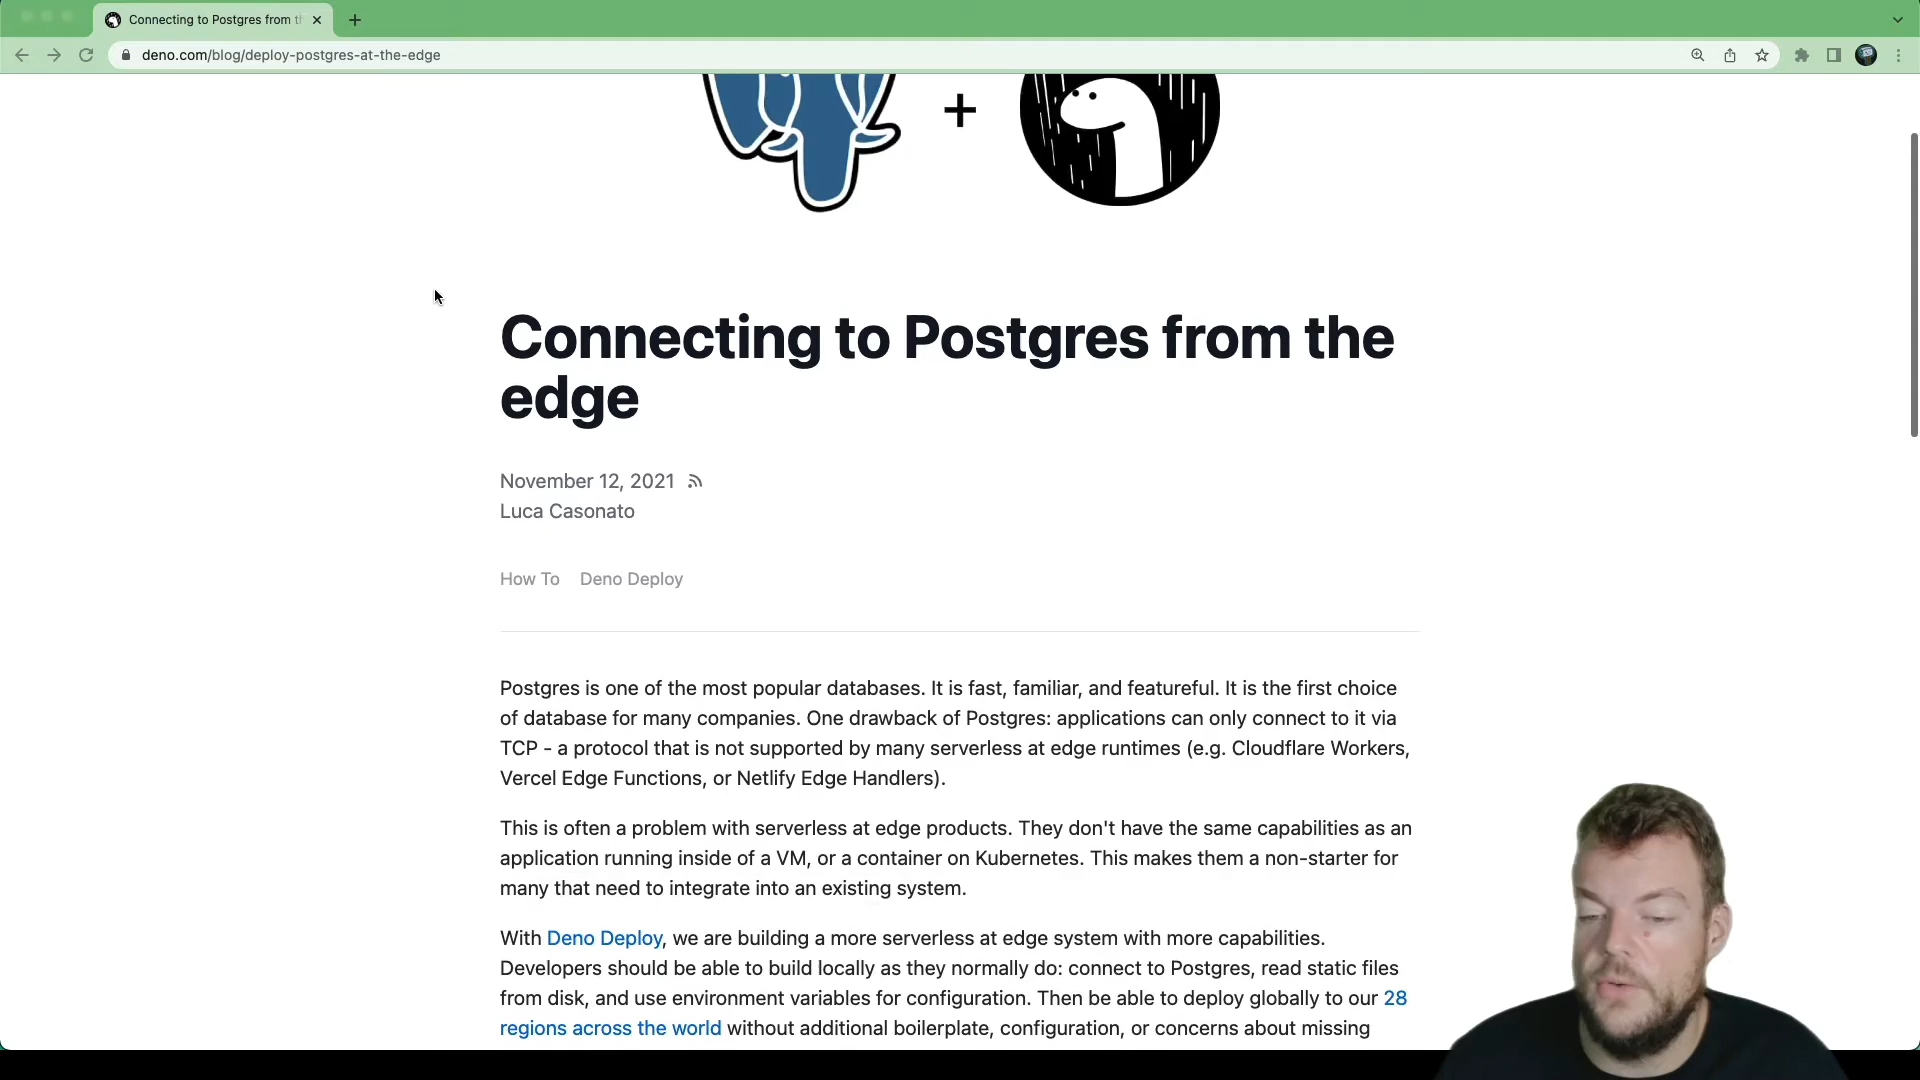 Connecting to Postgres from th
deno.com/blog/deploy-postgres-at-the-edge
+
Connecting to Postgres from the
edge
November 12, 2021
Luca Casonato
How To Deno Deploy
Postgres is one of the most popular databases. It is fast, familiar, and featureful. It is the first choice
of database for many companies. One drawback of Postgres: applications can only connect to it via
TCP - a protocol that is not supported by many serverless at edge runtimes (e.g. Cloudflare Workers,
Vercel Edge Functions, or Netlify Edge Handlers).
This is often a problem with serverless at edge products. They don't have the same capabilities as an
application running inside of a VM, or a container on Kubernetes. This makes them a non-starter for
many that need to integrate into an existing system.
With Deno Deploy, we are building a more serverless at edge system with more capabilities.
Developers should be able to build locally as they normally do: connect to Postgres, read static files
from disk, and use environment variables for configuration. Then be able to deploy globally to our 28
regions across the world without additional boilerplate, configuration, or concerns about missing